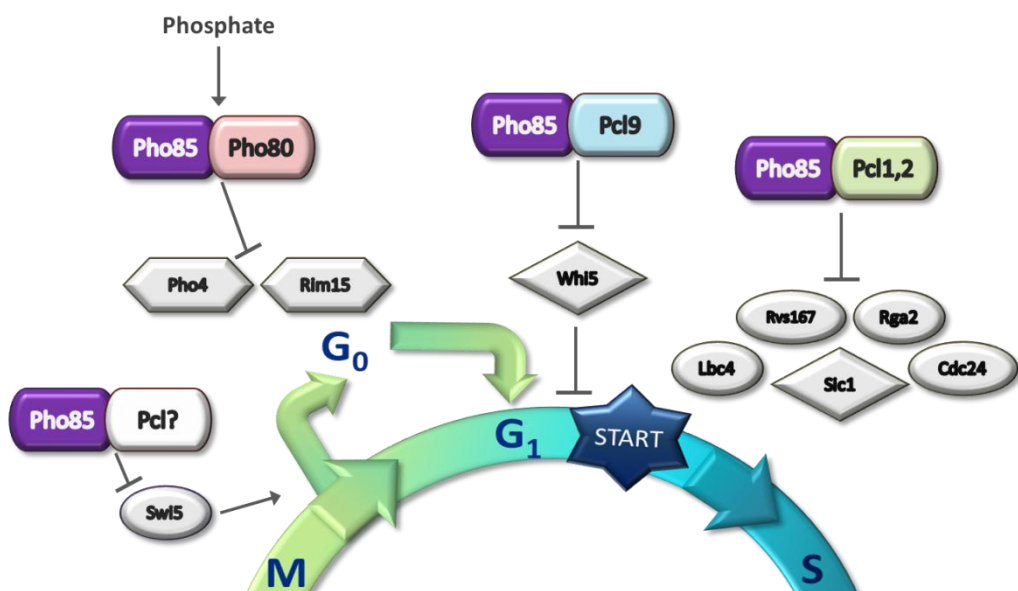 Phosphate
Pho85 Pho80
Pho85 Pcl9
Pho85 Pcl1,2
Pho4 Rim15
Whi5
Rvs167 Rga2
Lbc4 Sic1 Cdc24
G0
Pho85 Pcl?
G1 START
Swi5
M S